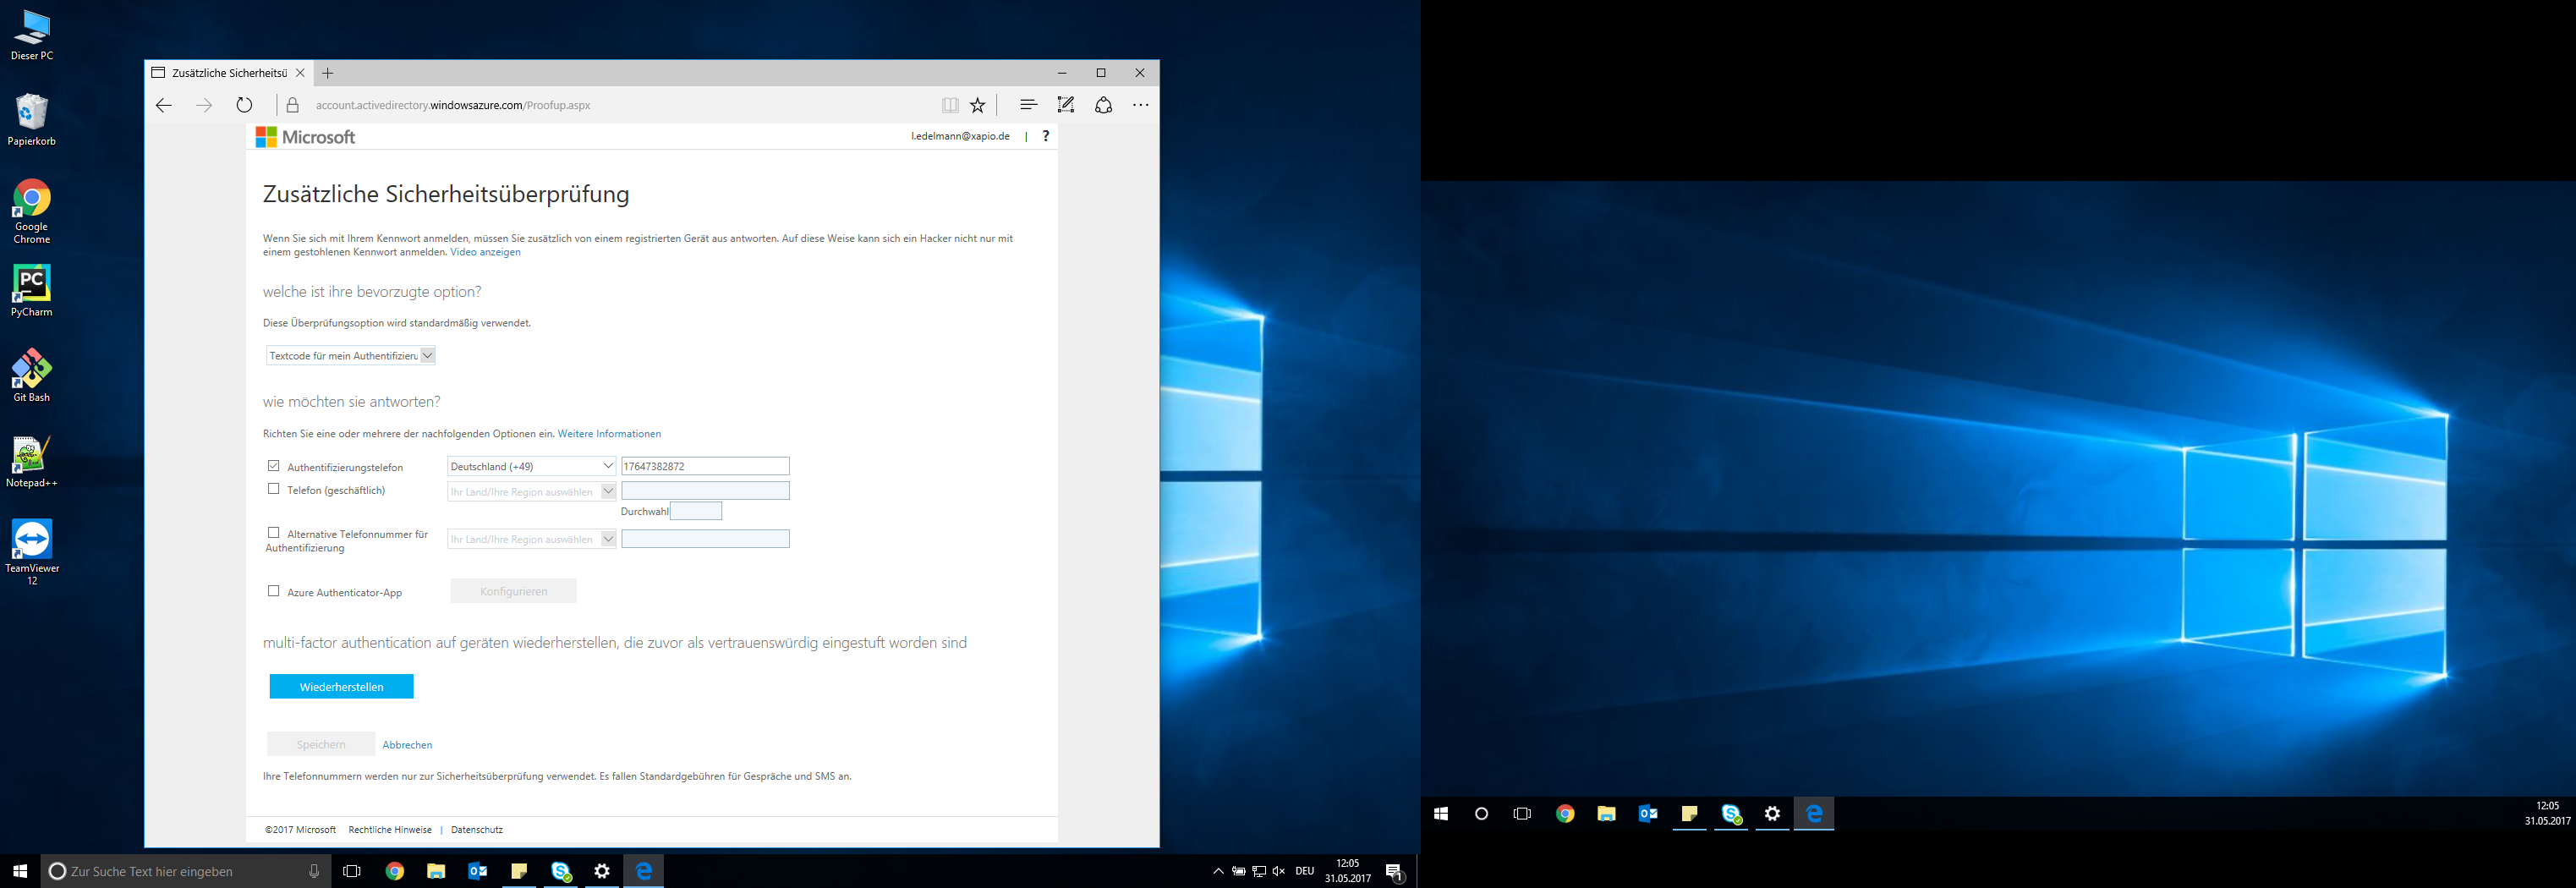 Dieser PC
Papierkorb
Google
Chrome
PC
PyCharm
Git Bash
Notepad++
TeamViewer
12
Zusätzliche Sicherheitsü
account.activedirectory.windowsazure.com/Proofup.aspx
Microsoft
l.edelmann@xapio.de | ?
Zusätzliche Sicherheitsüberprüfung
Wenn Sie sich mit Ihrem Kennwort anmelden, müssen Sie zusätzlich von einem registrierten Gerät aus antworten. Auf diese Weise kann sich ein Hacker nicht nur mit
einem gestohlenen Kennwort anmelden. Video anzeigen
welche ist ihre bevorzugte option?
Diese Überprüfungsoption wird standardmäßig verwendet.
Textcode für mein Authentifizieru
wie möchten sie antworten?
Richten Sie eine oder mehrere der nachfolgenden Optionen ein. Weitere Informationen
Authentifizierungstelefon Deutschland (+49) 17647382872
Telefon (geschäftlich) Ihr Land/Ihre Region auswählen
Durchwahl
Alternative Telefonnummer für
Authentifizierung
Ihr Land/Ihre Region auswählen
Azure Authenticator-App Konfigurieren
multi-factor authentication auf geräten wiederherstellen, die zuvor als vertrauenswürdig eingestuft worden sind
Wiederherstellen
Speichern Abbrechen
Ihre Telefonnummern werden nur zur Sicherheitsüberprüfung verwendet. Es fallen Standardgebühren für Gespräche und SMS an.
©2017 Microsoft Rechtliche Hinweise | Datenschutz
Zur Suche Text hier eingeben
DEU
12:05
31.05.2017
1
12:05
31.05.2017